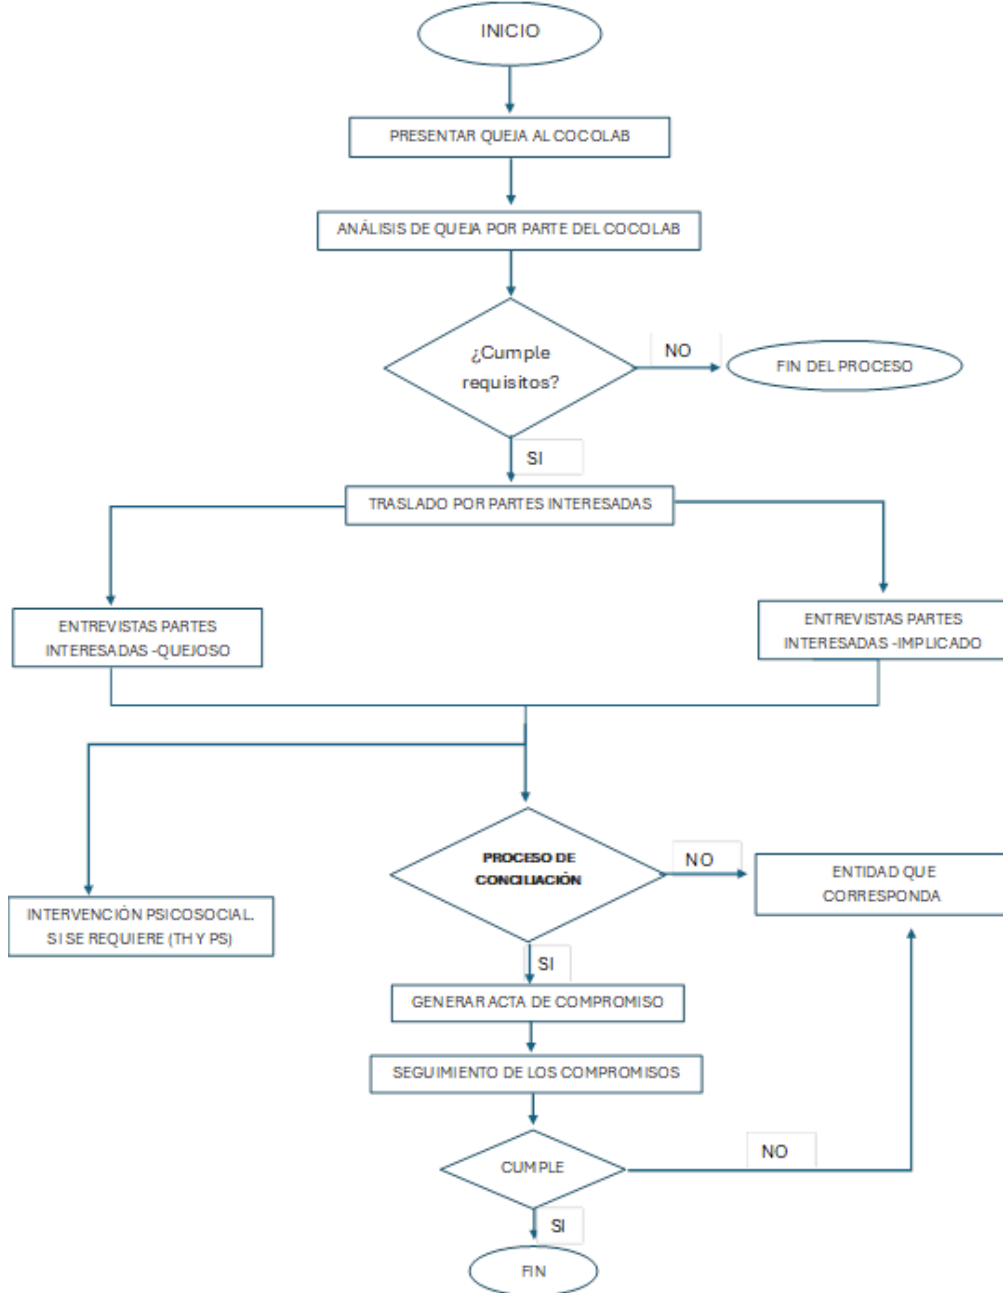 INICIO
PRESENTAR QUEJA AL COCOLAB
ANÁLISIS DE QUEJA POR PARTE DEL COCOLAB
¿Cumple
requisitos?
NO
FIN DEL PROCESO
SI
TRASLADO POR PARTES INTERESADAS
ENTREVISTAS PARTES
INTERESADAS -QUEJOSO
ENTREVISTAS PARTES
INTERESADAS -IMPLICADO
PROCESO DE
CONCILIACIÓN
NO
ENTIDAD QUE
CORRESPONDA
INTERVENCIÓN PSICOSOCIAL.
SI SE REQUIERE (TH Y PS)
SI
GENERAR ACTA DE COMPROMISO
SEGUIMIENTO DE LOS COMPROMISOS
CUMPLE
NO
SI
FIN